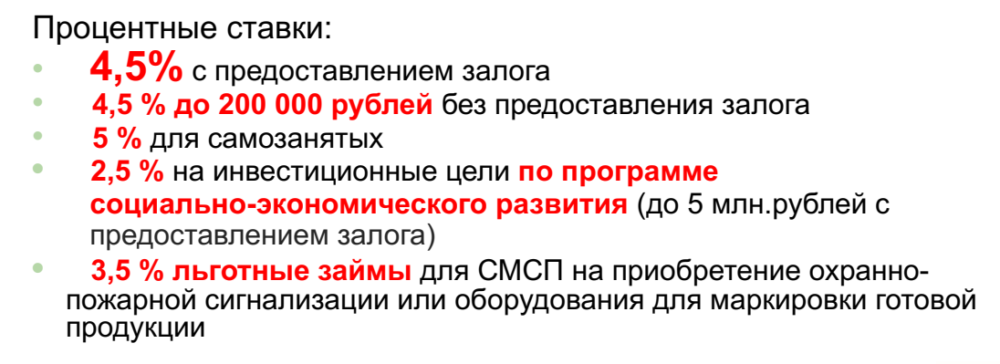 Процентные ставки:
• 4,5% с предоставлением залога
• 4,5 % до 200 000 рублей без предоставления залога
• 5 % для самозанятых
• 2,5 % на инвестиционные цели по программе
социально-экономического развития (до 5 млн.рублей с
предоставлением залога)
• 3,5 % льготные займы для СМСП на приобретение охранно-
пожарной сигнализации или оборудования для маркировки готовой
продукции